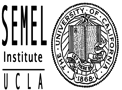 SEMEL
Institute
UCLA
THE UNIVERSITY OF CALIFORNIA
1868